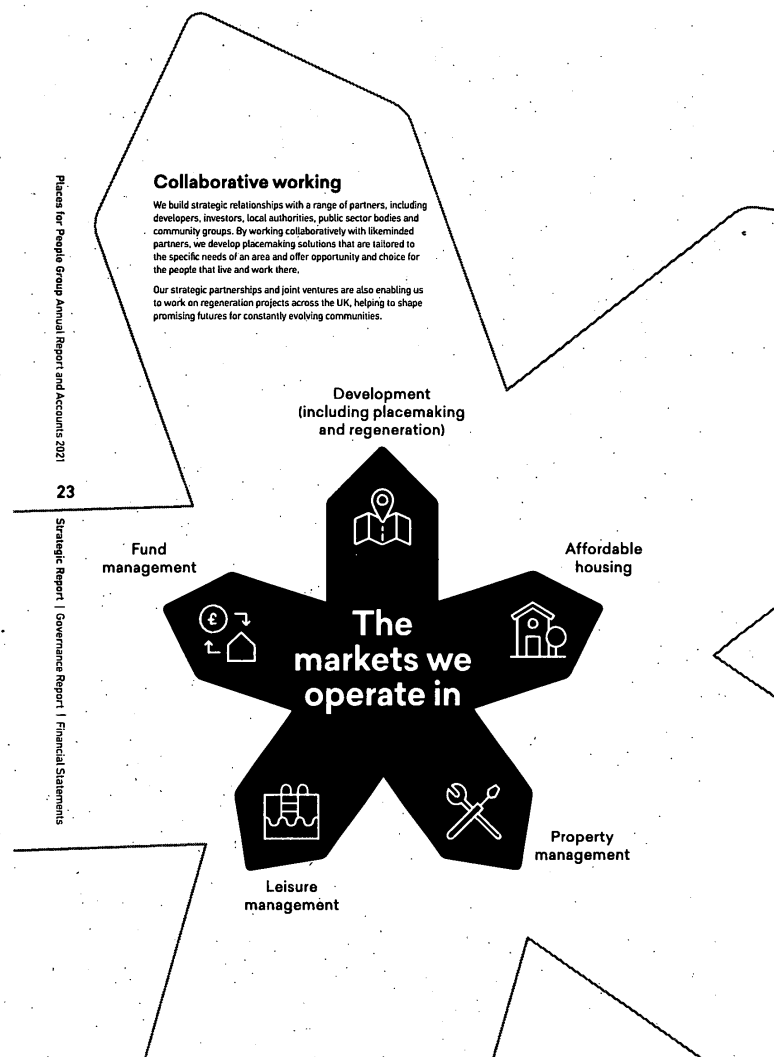 Collaborative working
We build strategic relationships with a range of partners, including
developers, investors, local authorities, public sector bodies and
community groups. By working collaboratively with likeminded
partners, we develop placemaking solutions that are tailored to
the specific needs of an area and offer opportunity and choice for
the people that live and work there.
Our strategic partnerships and joint ventures are also enabling us
to work on regeneration projects across the UK, helping to shape
promising futures for constantly evolving communities.
Places for People Group Annual Report and Accounts 2021
23
Strategic Report | Governance Report | Financial Statements
Development
(including placemaking
and regeneration)
Fund
management
Affordable
housing
£
The
markets we
operate in
Property
management
Leisure
management